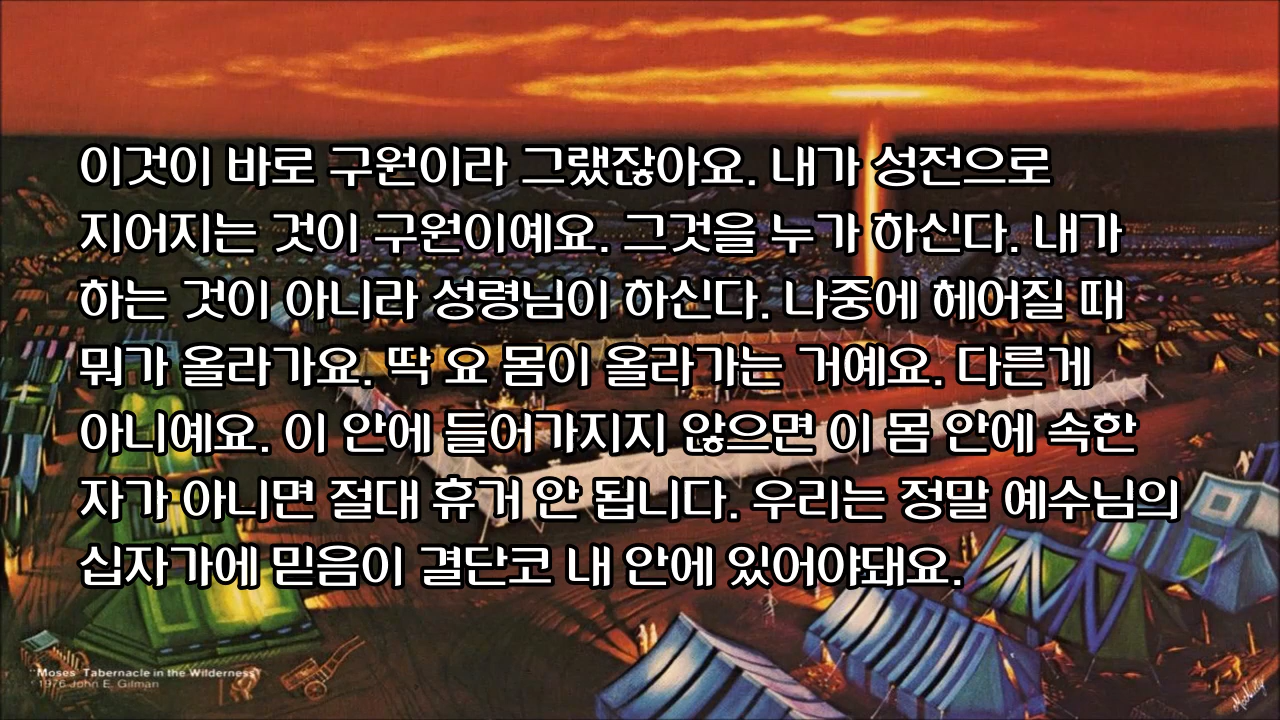 이것이 바로 구원이라 그랬잖아요. 내가 성전으로
지어지는 것이 구원이예요. 그것을 누가 하신다. 내가
하는 것이 아니라 성령님이 하신다. 나중에 헤어질 때
뭐가 올라가요. 딱 요 몸이 올라가는 거예요. 다른게
아니예요. 이 안에 들어가지지 않으면 이 몸 안에 속한
자가 아니면 절대 휴거 안 됩니다. 우리는 정말 예수님의
십자가에 믿음이 결단코 내 안에 있어야돼요.
"Moses' Tabernacle in the Wilderness"
1976 John E. Gilman